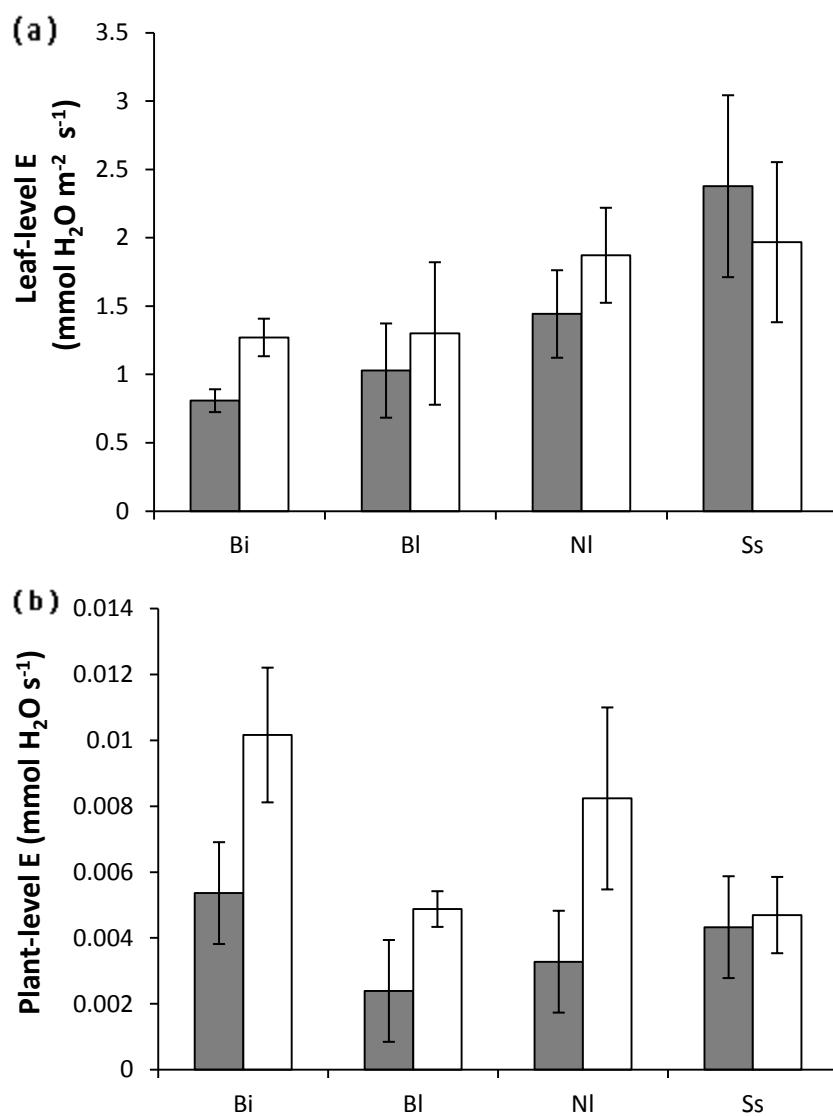 (a)
Leaf-level E
(mmol H₂O m⁻² s⁻¹)
3.5
3
2.5
2
1.5
1
0.5
0
Bi Bl Nl Ss
(b)
Plant-level E (mmol H₂O s⁻¹)
0.014
0.012
0.01
0.008
0.006
0.004
0.002
0
Bi Bl Nl Ss